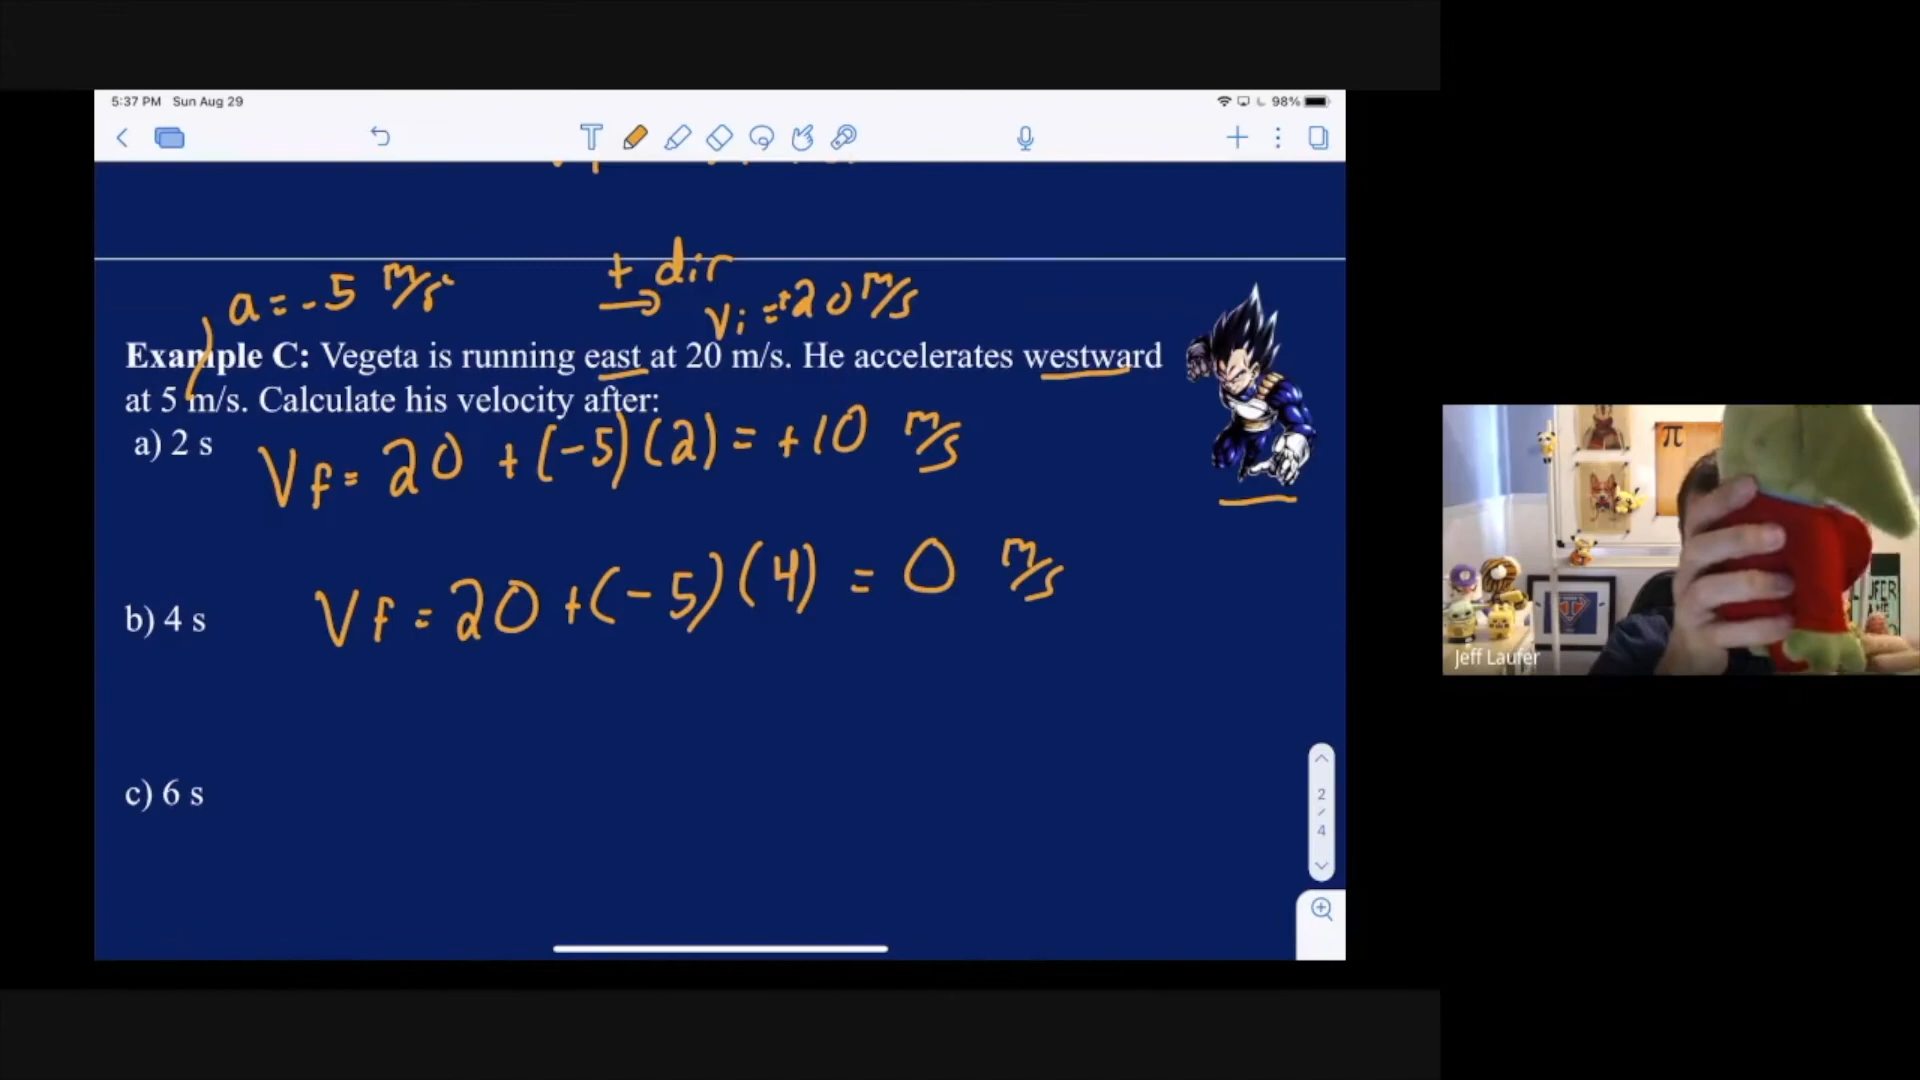 5:37 PM Sun Aug 29
98%
+ dir
a = -5 m/s²
vi = +20 m/s
Example C: Vegeta is running east at 20 m/s. He accelerates westward
at 5 m/s. Calculate his velocity after:
a) 2 s
Vf = 20 + (-5)(2) = +10 m/s
b) 4 s
Vf = 20 + (-5)(4) = 0 m/s
c) 6 s
2
/
4
π
Jeff Laufer